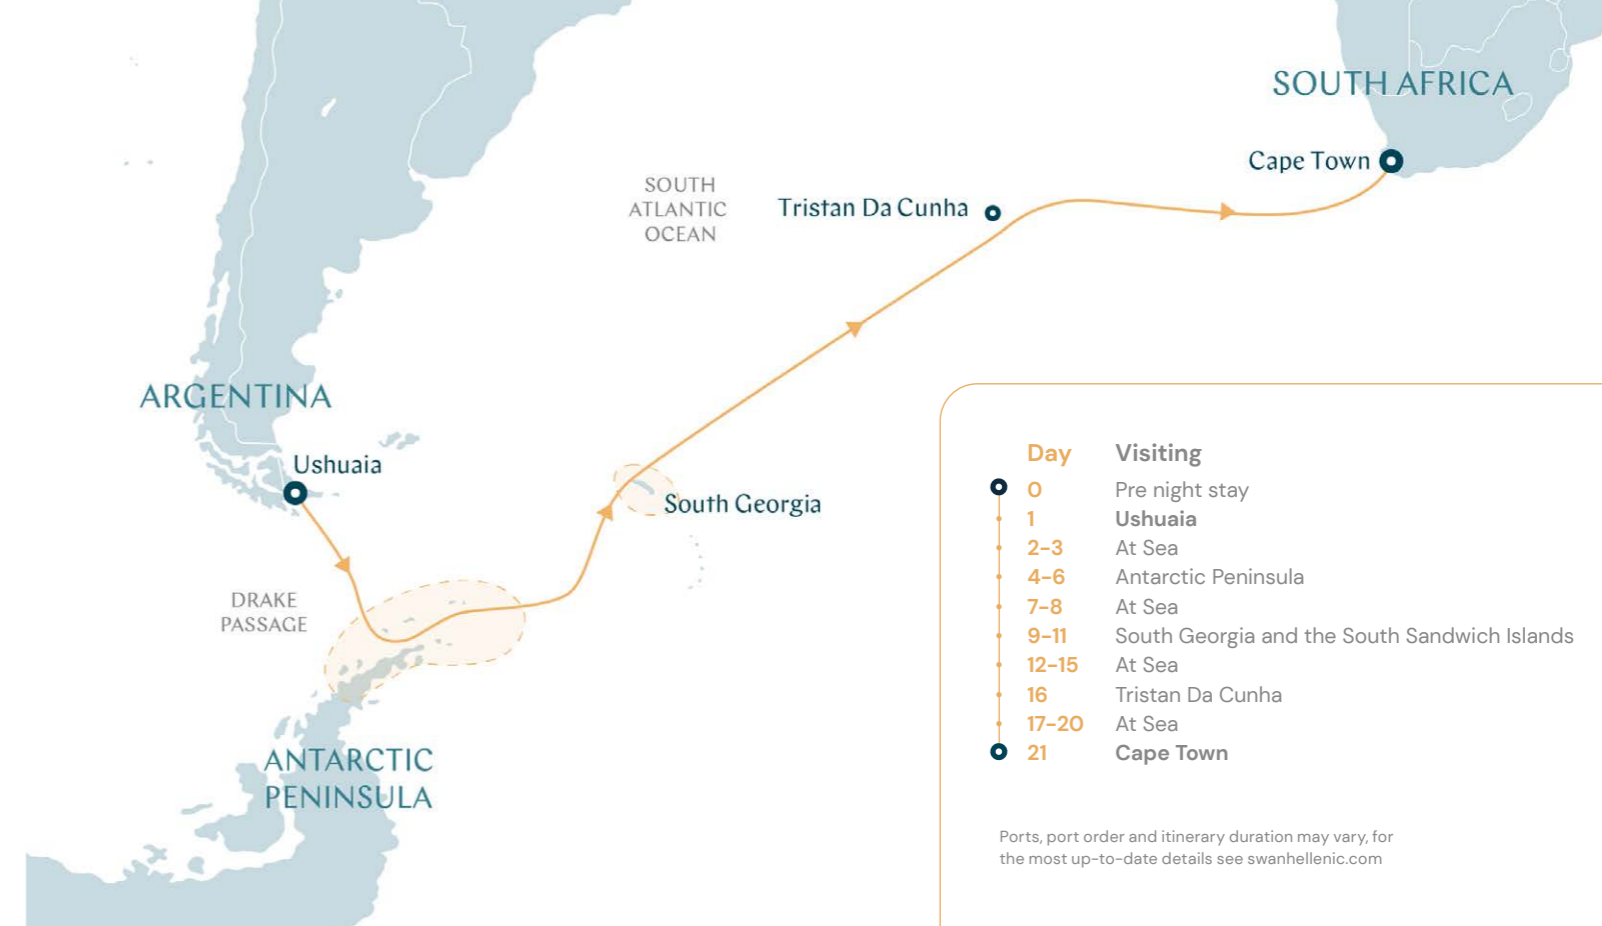 SOUTH AFRICA
Cape Town
SOUTH
ATLANTIC
OCEAN
Tristan Da Cunha
ARGENTINA
Ushuaia
South Georgia
DRAKE
PASSAGE
ANTARCTIC
PENINSULA
Day Visiting
0 Pre night stay
1 Ushuaia
2–3 At Sea
4–6 Antarctic Peninsula
7–8 At Sea
9–11 South Georgia and the South Sandwich Islands
12–15 At Sea
16 Tristan Da Cunha
17–20 At Sea
21 Cape Town
Ports, port order and itinerary duration may vary, for
the most up-to-date details see swanhellenic.com